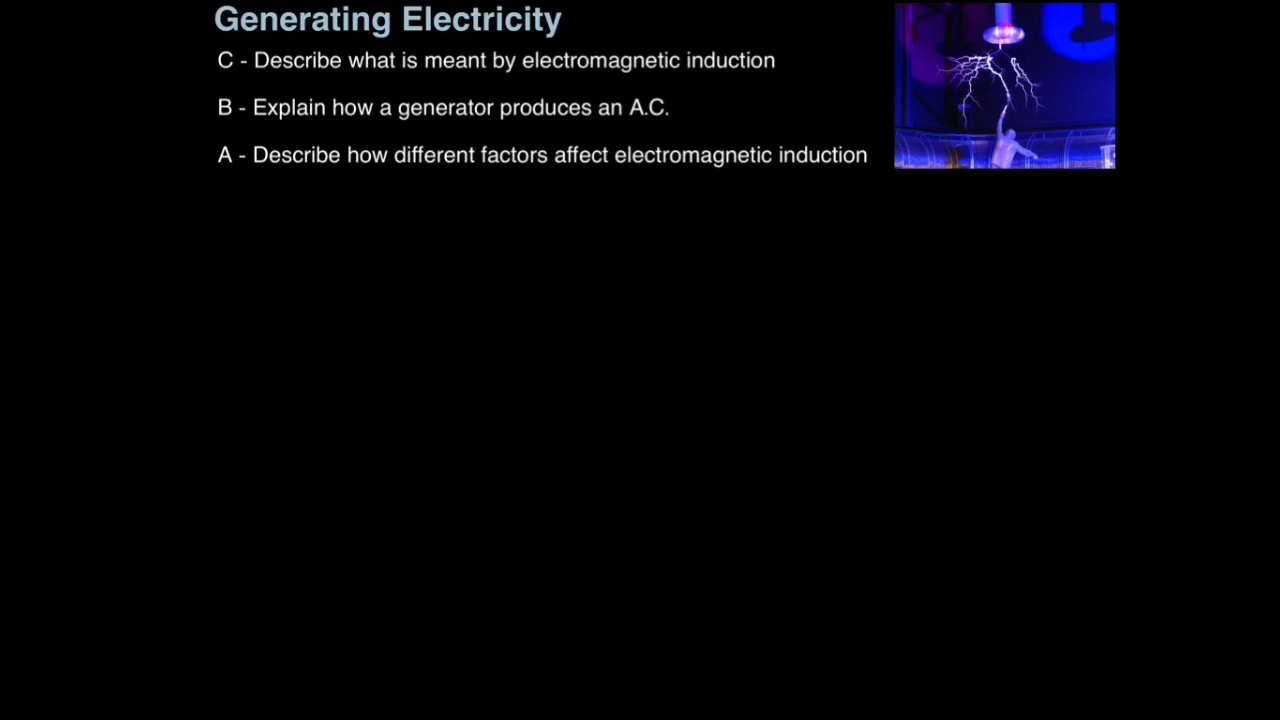 Generating Electricity
C - Describe what is meant by electromagnetic induction
B - Explain how a generator produces an A.C.
A - Describe how different factors affect electromagnetic induction